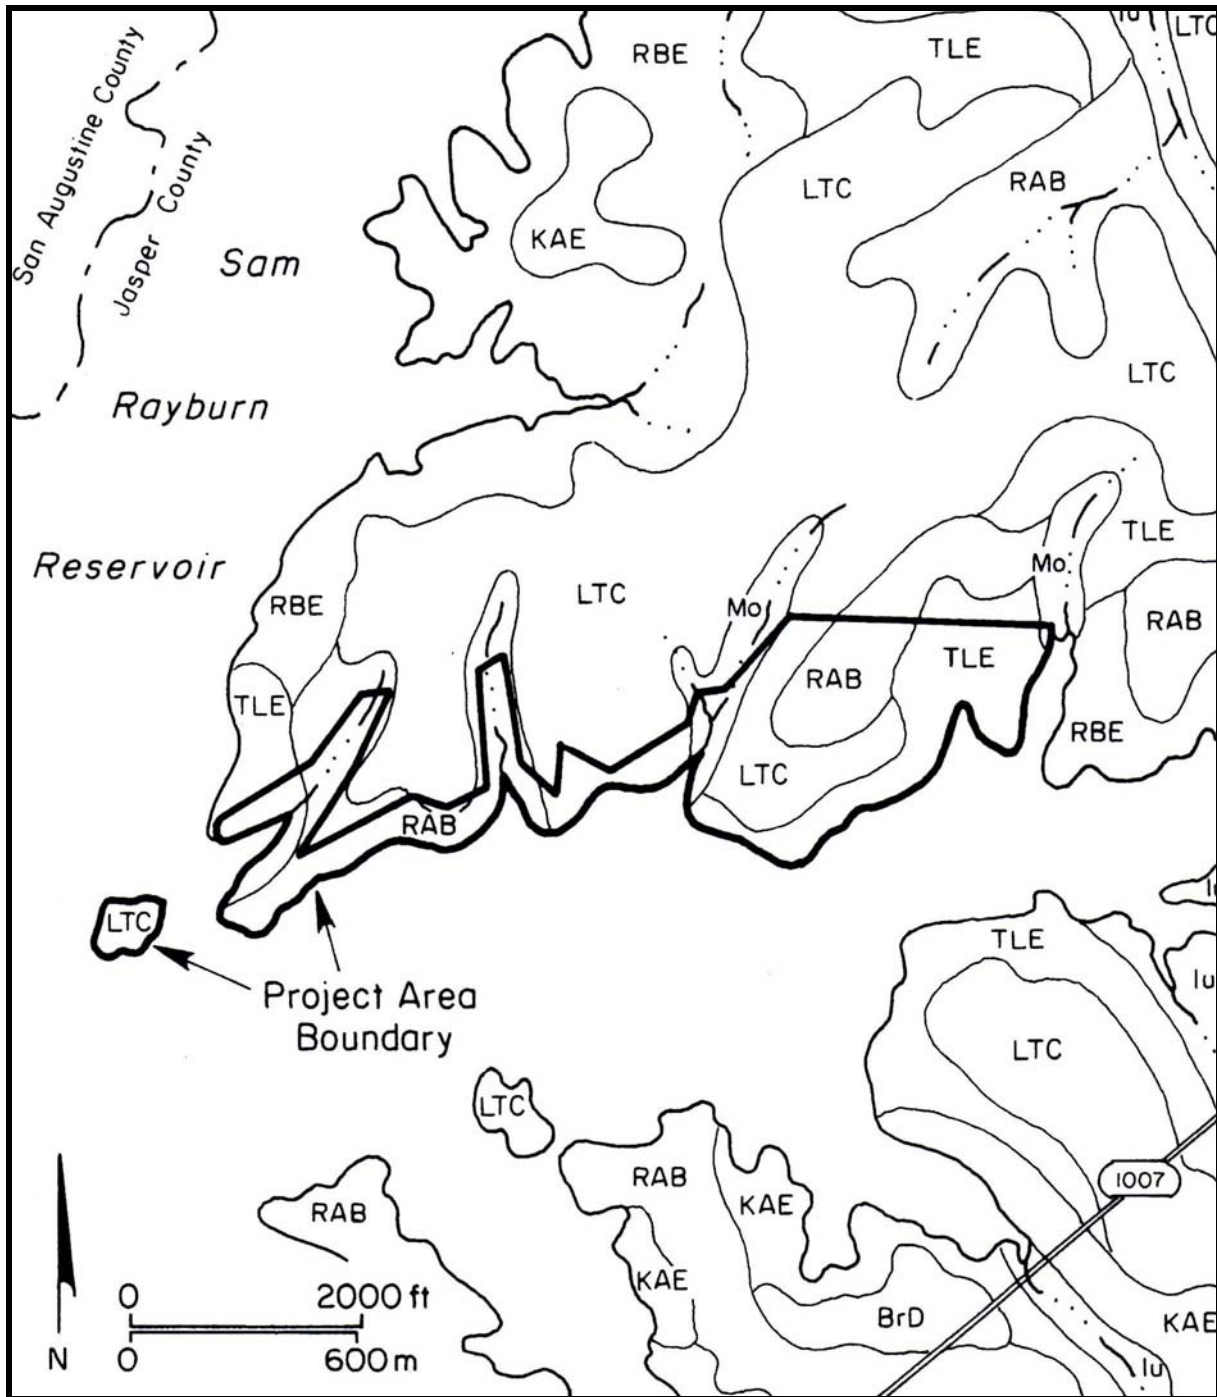 Iu
LTC
RBE
TLE
San Augustine County
Jasper County
LTC
RAB
KAE
Sam
LTC
Rayburn
TLE
Reservoir
Mo
LTC
RBE
Mo
RAB
TLE
RAB
TLE
RBE
LTC
RAB
LTC
TLE
Iu
Project Area
Boundary
LTC
LTC
RAB
1007
KAE
RAB
KAE
0
2000 ft
BrD
KAE
N
0
600 m
Iu